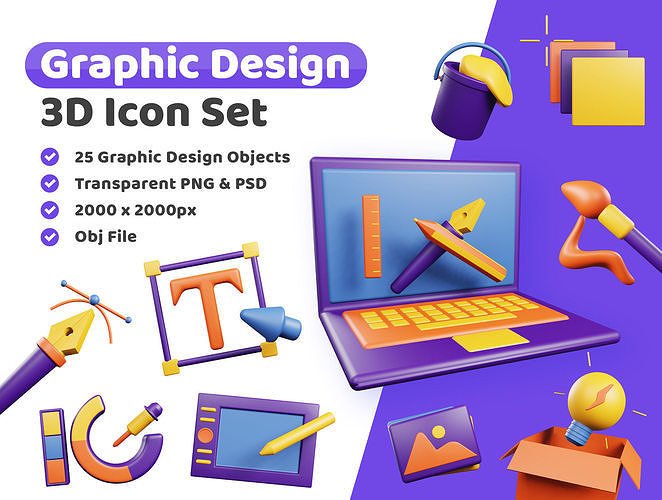 Graphic Design
3D Icon Set
25 Graphic Design Objects
Transparent PNG & PSD
2000 x 2000px
Obj File
T